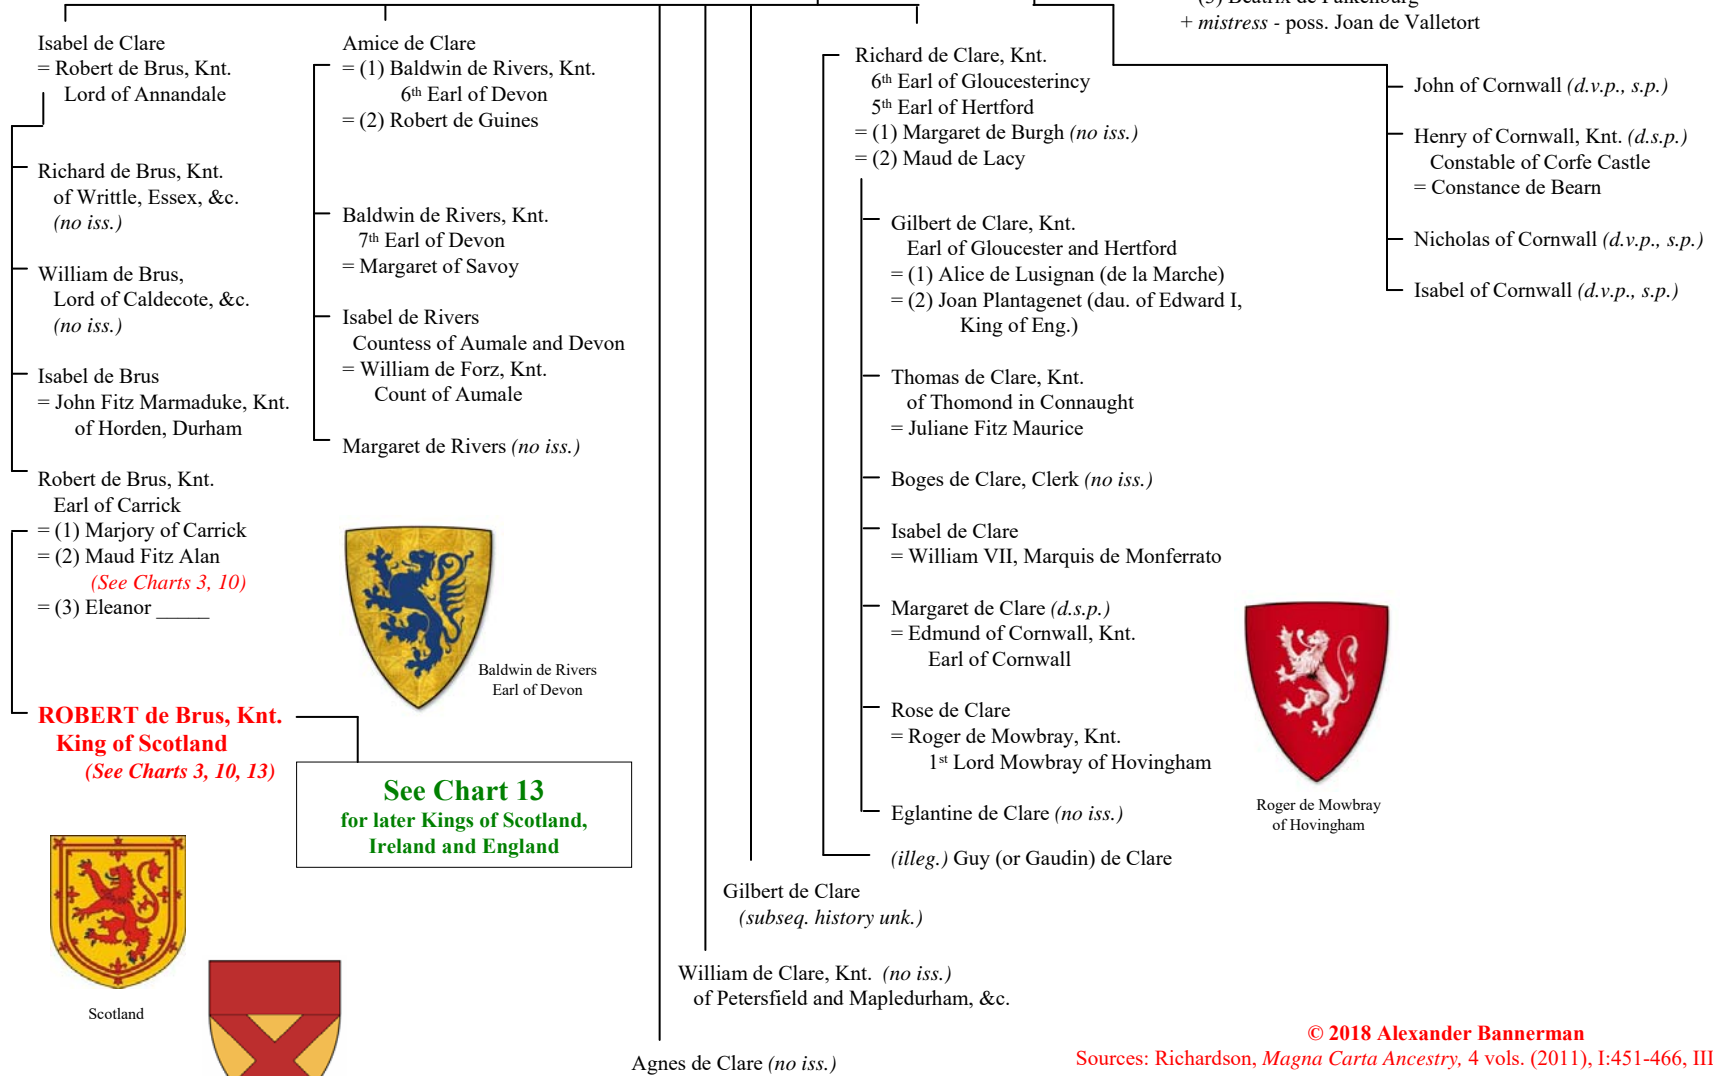 (3) Beatrix de Falkenburg
+ mistress - poss. Joan de Valletort
Isabel de Clare
= Robert de Brus, Knt.
Lord of Annandale
Richard de Brus, Knt.
of Writtle, Essex, &c.
(no iss.)
William de Brus,
Lord of Caldecote, &c.
(no iss.)
Isabel de Brus
= John Fitz Marmaduke, Knt.
of Horden, Durham
Robert de Brus, Knt.
Earl of Carrick
= (1) Marjory of Carrick
= (2) Maud Fitz Alan
(See Charts 3, 10)
= (3) Eleanor _____
ROBERT de Brus, Knt.
King of Scotland
(See Charts 3, 10, 13)
See Chart 13
for later Kings of Scotland,
Ireland and England
Scotland
Amice de Clare
= (1) Baldwin de Rivers, Knt.
6th Earl of Devon
= (2) Robert de Guines
Baldwin de Rivers, Knt.
7th Earl of Devon
= Margaret of Savoy
Isabel de Rivers
Countess of Aumale and Devon
= William de Forz, Knt.
Count of Aumale
Margaret de Rivers (no iss.)
Baldwin de Rivers
Earl of Devon
Agnes de Clare (no iss.)
William de Clare, Knt. (no iss.)
of Petersfield and Mapledurham, &c.
Gilbert de Clare
(subseq. history unk.)
Richard de Clare, Knt.
6th Earl of Gloucesterincy
5th Earl of Hertford
= (1) Margaret de Burgh (no iss.)
= (2) Maud de Lacy
Gilbert de Clare, Knt.
Earl of Gloucester and Hertford
= (1) Alice de Lusignan (de la Marche)
= (2) Joan Plantagenet (dau. of Edward I,
King of Eng.)
Thomas de Clare, Knt.
of Thomond in Connaught
= Juliane Fitz Maurice
Boges de Clare, Clerk (no iss.)
Isabel de Clare
= William VII, Marquis de Monferrato
Margaret de Clare (d.s.p.)
= Edmund of Cornwall, Knt.
Earl of Cornwall
Rose de Clare
= Roger de Mowbray, Knt.
1st Lord Mowbray of Hovingham
Eglantine de Clare (no iss.)
(illeg.) Guy (or Gaudin) de Clare
Roger de Mowbray
of Hovingham
John of Cornwall (d.v.p., s.p.)
Henry of Cornwall, Knt. (d.s.p.)
Constable of Corfe Castle
= Constance de Bearn
Nicholas of Cornwall (d.v.p., s.p.)
Isabel of Cornwall (d.v.p., s.p.)
© 2018 Alexander Bannerman
Sources: Richardson, Magna Carta Ancestry, 4 vols. (2011), I:451-466, III